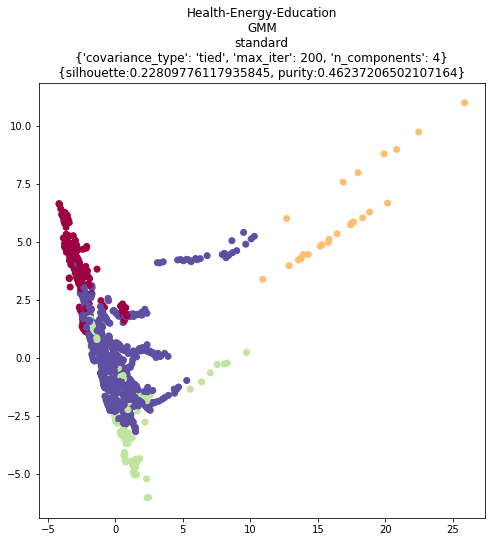 Health-Energy-Education
GMM
standard
{'covariance_type': 'tied', 'max_iter': 200, 'n_components': 4}
{silhouette:0.22809776117935845, purity:0.46237206502107164}
10.0
7.5
5.0
2.5
0.0
−2.5
−5.0
−5
0
5
10
15
20
25